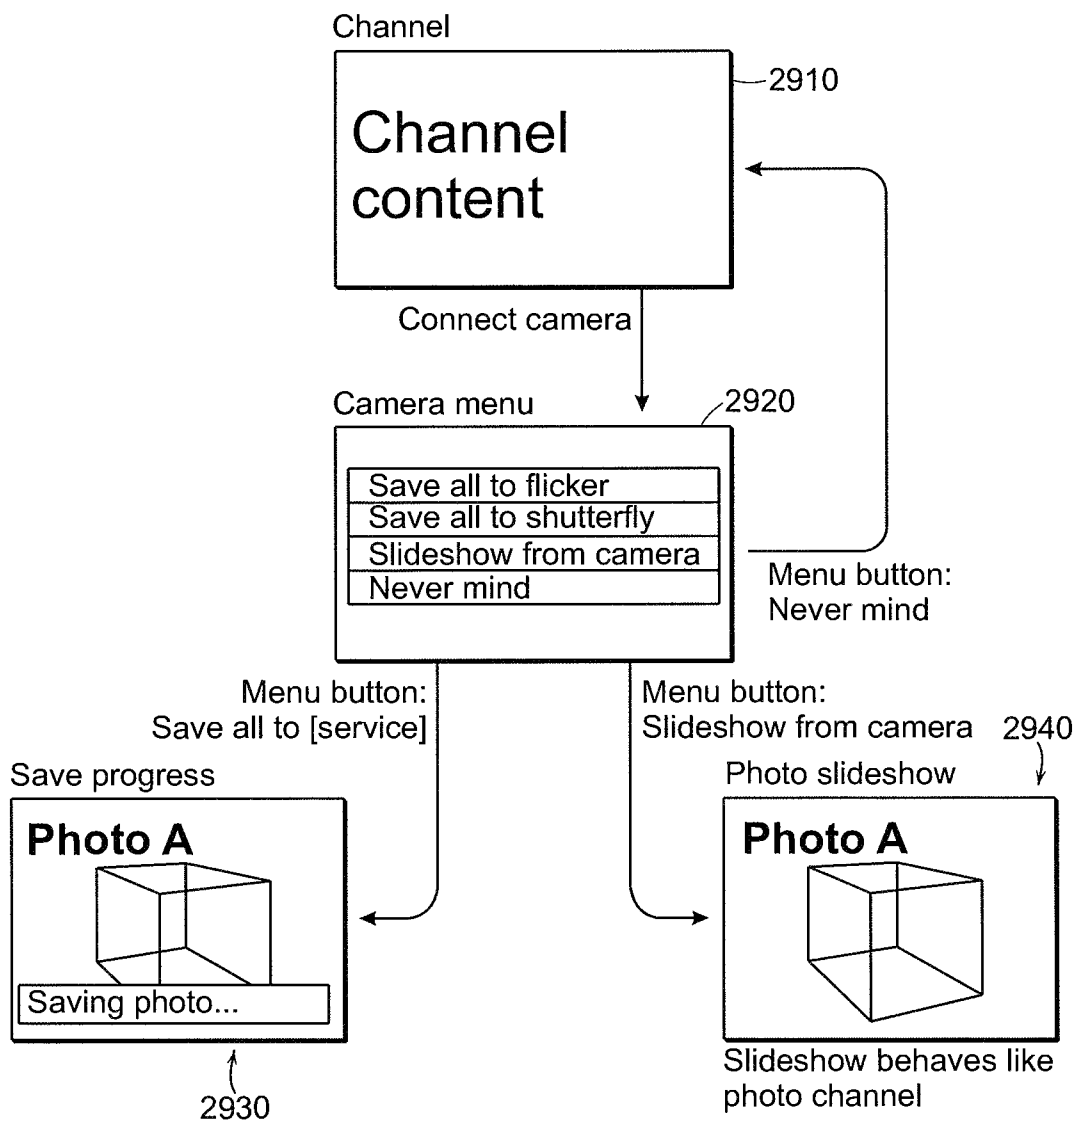 Channel
2910
Channel
content
Connect camera
Camera menu
2920
Save all to flicker
Save all to shutterfly
Slideshow from camera
Never mind
Menu button:
Never mind
Menu button:
Save all to [service]
Menu button:
Slideshow from camera
2940
Save progress
Photo A
Saving photo...
2930
Photo slideshow
Photo A
Slideshow behaves like
photo channel